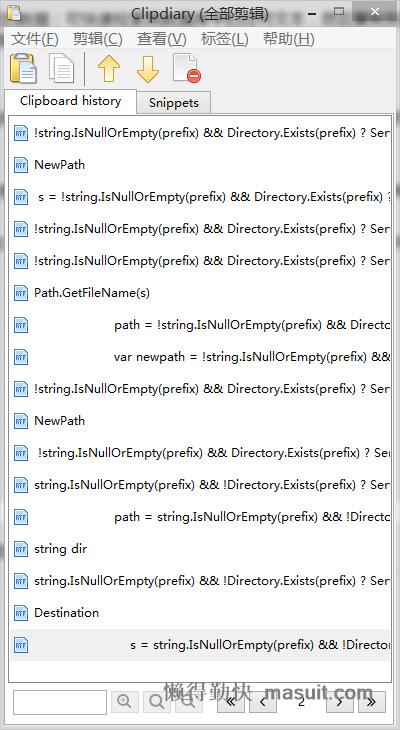 Clipdiary (全部剪辑)
文件(F) 剪辑(C) 查看(V) 标签(L) 帮助(H)
Clipboard history Snippets
!string.IsNullOrEmpty(prefix) && Directory.Exists(prefix) ? Ser
NewPath
s = !string.IsNullOrEmpty(prefix) && Directory.Exists(prefix) ?
!string.IsNullOrEmpty(prefix) && Directory.Exists(prefix) ? Ser
!string.IsNullOrEmpty(prefix) && Directory.Exists(prefix) ? Ser
Path.GetFileName(s)
path = !string.IsNullOrEmpty(prefix) && Directo
var newpath = !string.IsNullOrEmpty(prefix) &&
!string.IsNullOrEmpty(prefix) && Directory.Exists(prefix) ? Ser
NewPath
!string.IsNullOrEmpty(prefix) && Directory.Exists(prefix) ? Ser
string.IsNullOrEmpty(prefix) && !Directory.Exists(prefix) ? Ser
path = string.IsNullOrEmpty(prefix) && !Directo
string dir
string.IsNullOrEmpty(prefix) && !Directory.Exists(prefix) ? Ser
Destination
s = string.IsNullOrEmpty(prefix) && !Director
懒得勤快 masuit.com
2